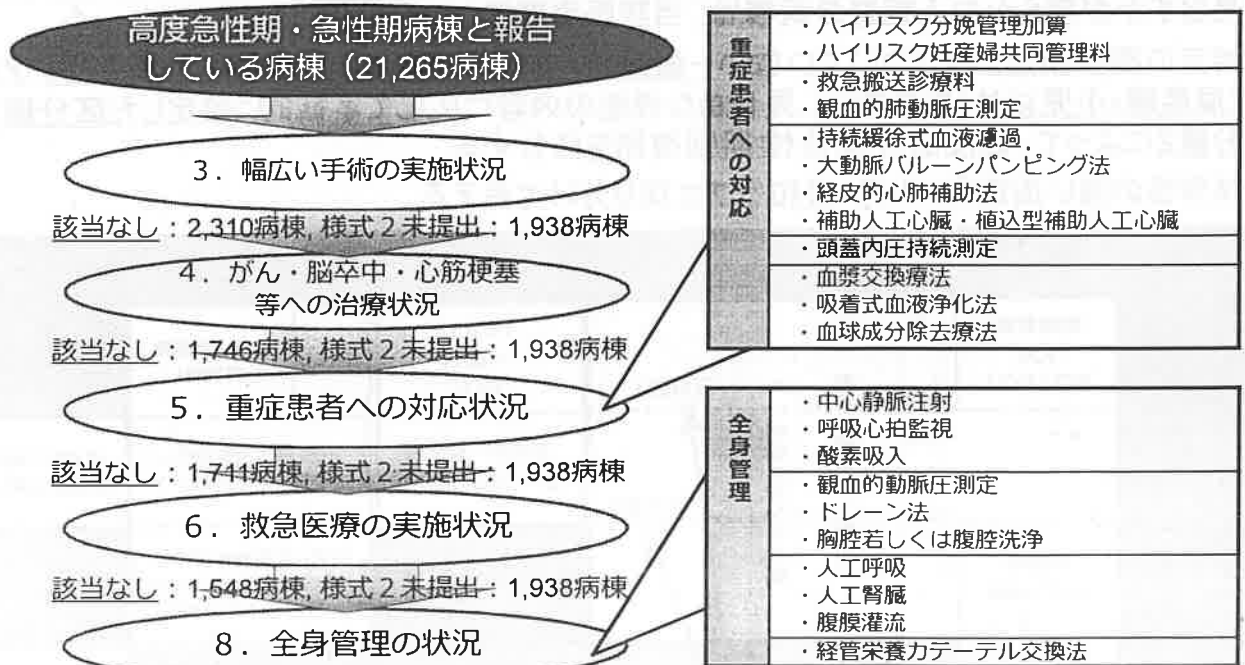 高度急性期・急性期病棟と報告
している病棟（21,265病棟）
3．幅広い手術の実施状況
該当なし：2,310病棟, 様式２未提出：1,938病棟
4．がん・脳卒中・心筋梗塞
等への治療状況
該当なし：1,746病棟, 様式２未提出：1,938病棟
5．重症患者への対応状況
該当なし：1,711病棟, 様式２未提出：1,938病棟
6．救急医療の実施状況
該当なし：1,548病棟, 様式２未提出：1,938病棟
8．全身管理の状況
重症患者への対応
・ハイリスク分娩管理加算
・ハイリスク妊産婦共同管理料
・救急搬送診療料
・観血的肺動脈圧測定
・持続緩徐式血液濾過
・大動脈バルーンパンピング法
・経皮的心肺補助法
・補助人工心臓・植込型補助人工心臓
・頭蓋内圧持続測定
・血漿交換療法
・吸着式血液浄化法
・血球成分除去療法
全身管理
・中心静脈注射
・呼吸心拍監視
・酸素吸入
・観血的動脈圧測定
・ドレーン法
・胸腔若しくは腹腔洗浄
・人工呼吸
・人工腎臓
・腹膜灌流
・経管栄養カテーテル交換法